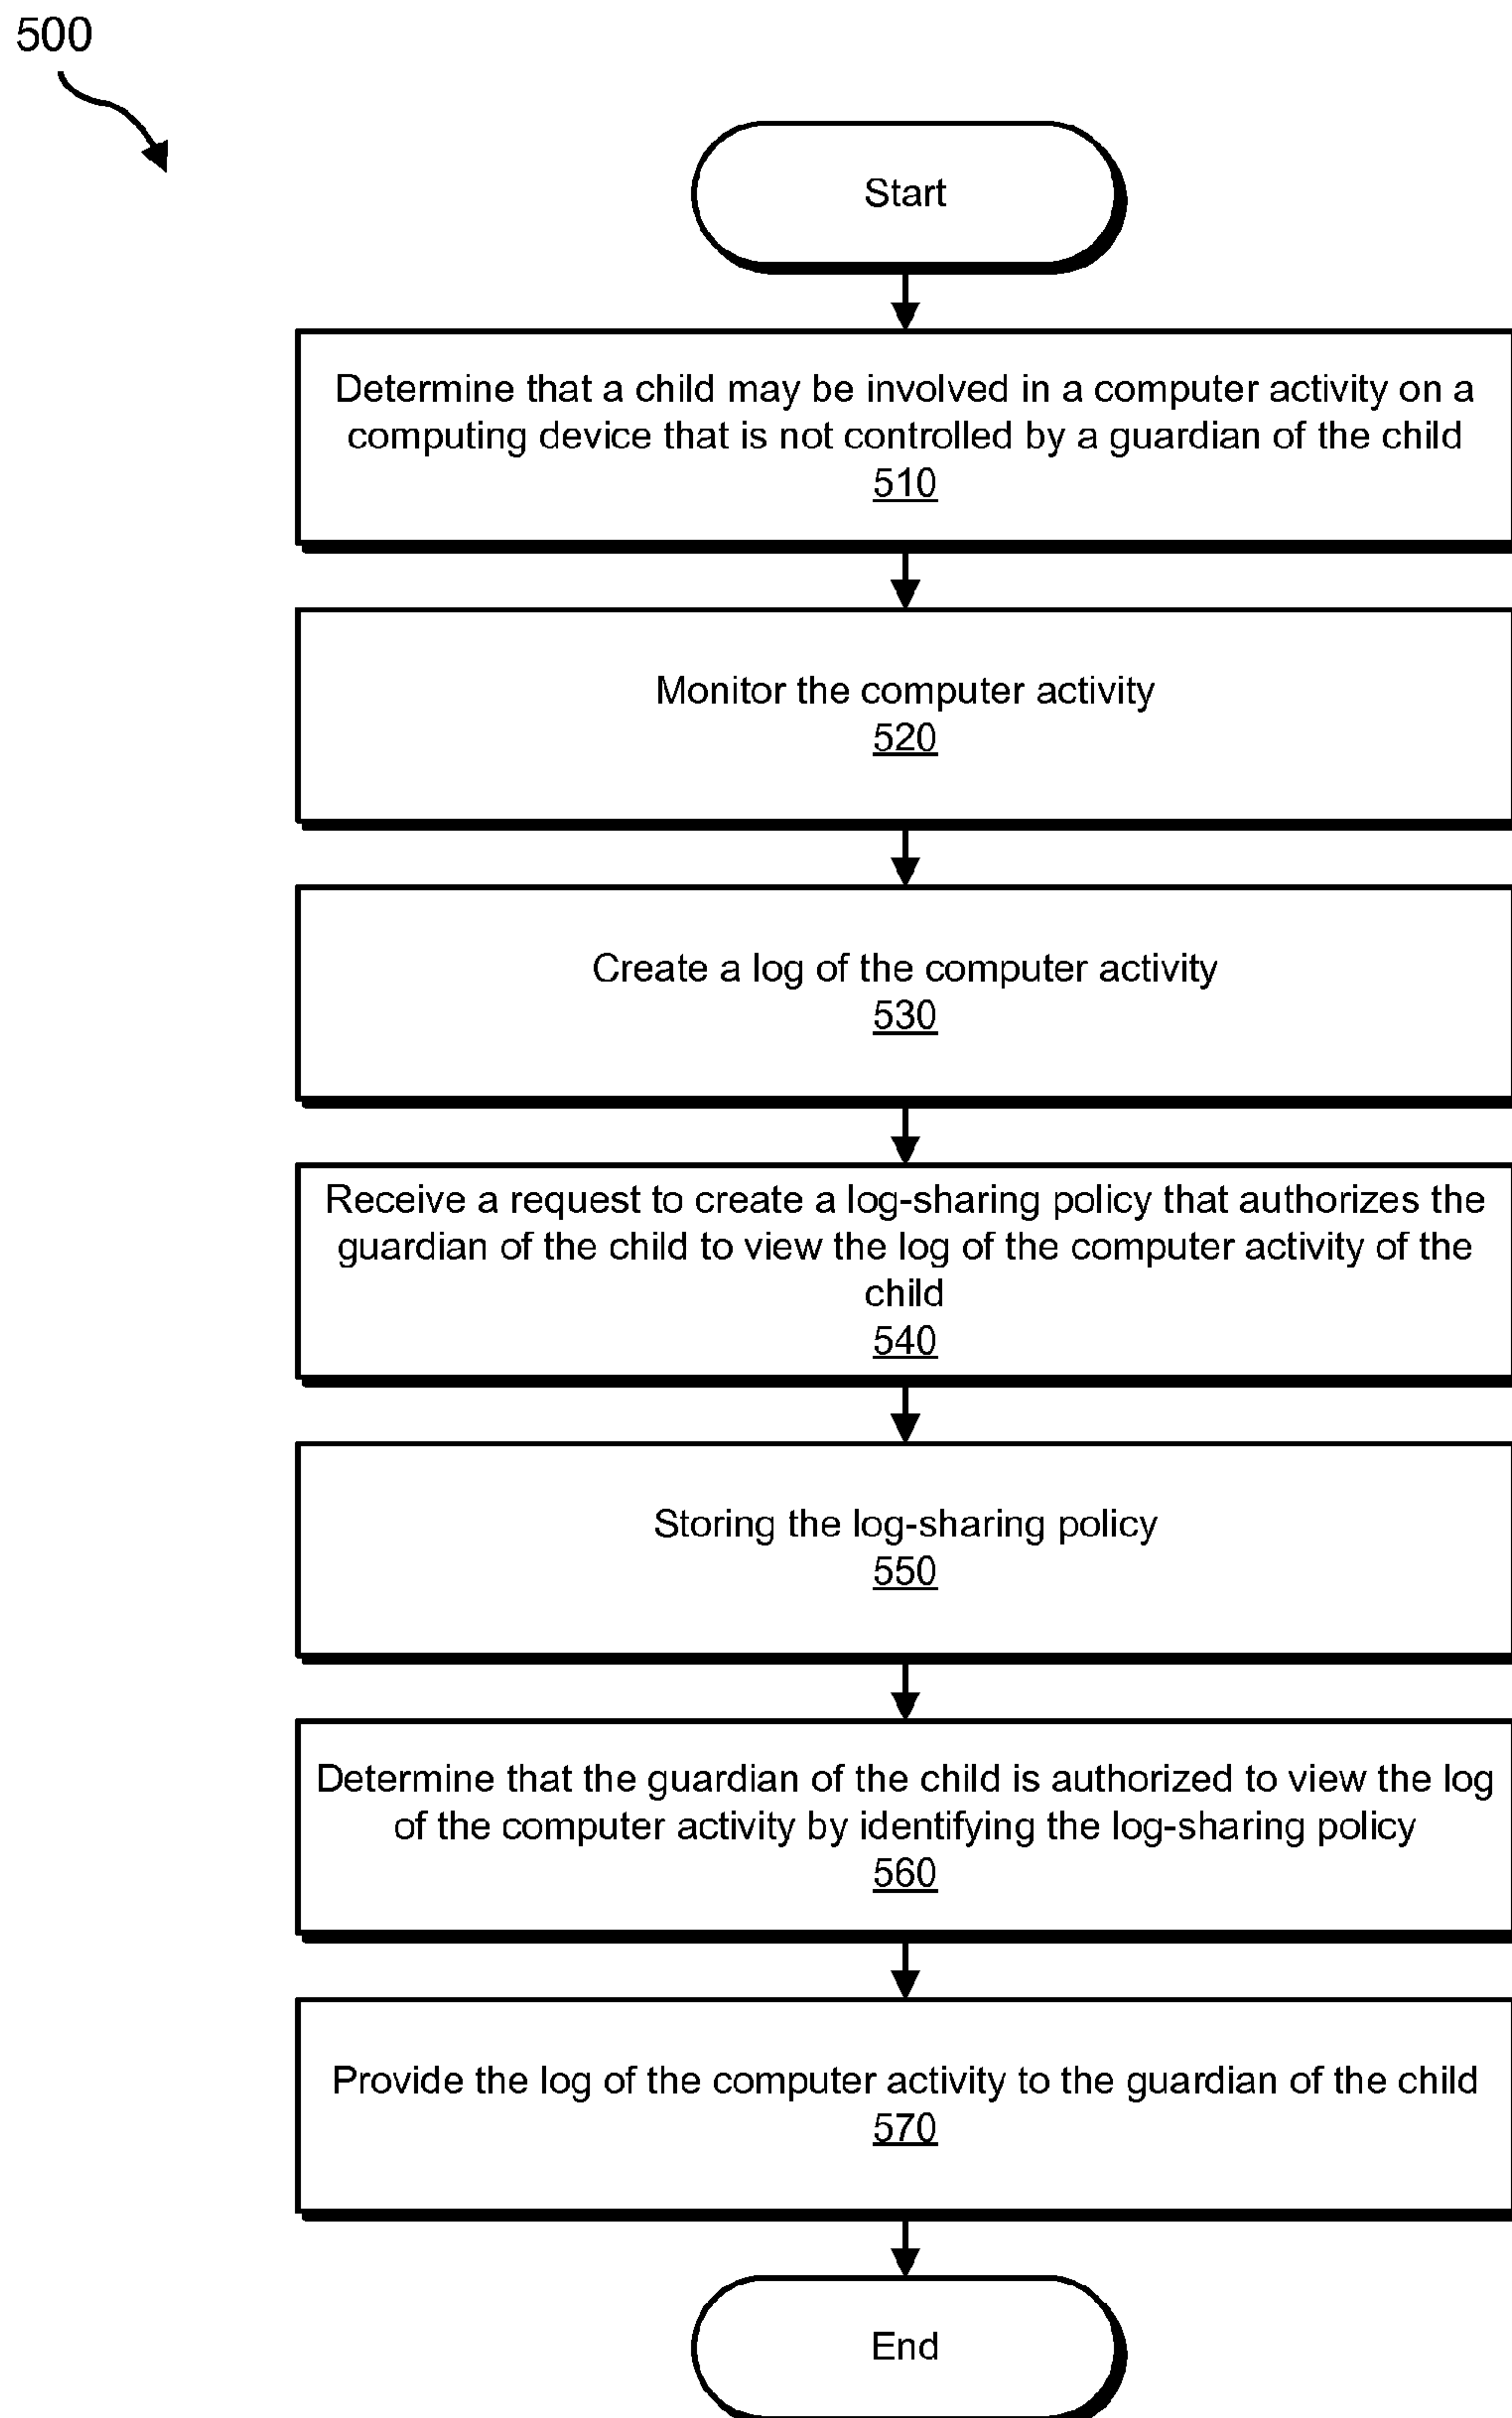 500
Start
Determine that a child may be involved in a computer activity on a
computing device that is not controlled by a guardian of the child
510
Monitor the computer activity
520
Create a log of the computer activity
530
Receive a request to create a log-sharing policy that authorizes the
guardian of the child to view the log of the computer activity of the
child
540
Storing the log-sharing policy
550
Determine that the guardian of the child is authorized to view the log
of the computer activity by identifying the log-sharing policy
560
Provide the log of the computer activity to the guardian of the child
570
End